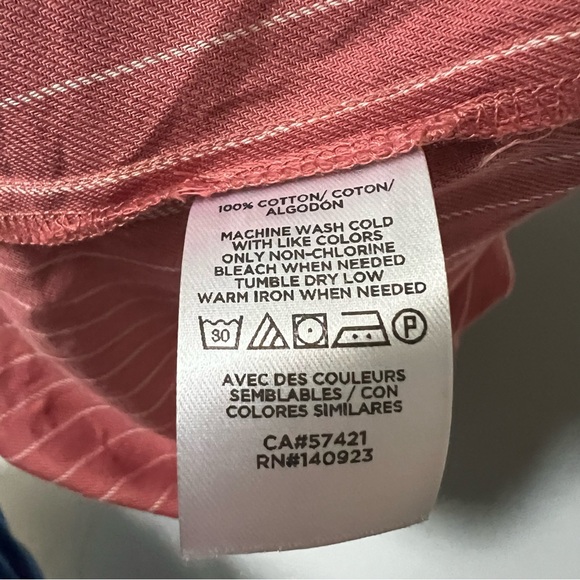 100% COTTON/ COTON/
ALGODÓN
MACHINE WASH COLD
WITH LIKE COLORS
ONLY NON-CHLORINE
BLEACH WHEN NEEDED
TUMBLE DRY LOW
WARM IRON WHEN NEEDED
30 P
AVEC DES COULEURS
SEMBLABLES / CON
COLORES SIMILARES
CA#57421
RN#140923